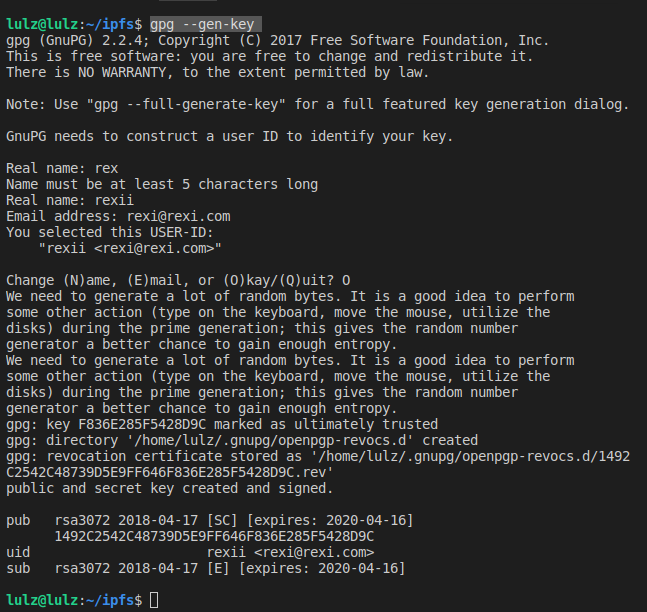 lulz@lulz:~/ipfs$ gpg --gen-key
gpg (GnuPG) 2.2.4; Copyright (C) 2017 Free Software Foundation, Inc.
This is free software: you are free to change and redistribute it.
There is NO WARRANTY, to the extent permitted by law.
Note: Use "gpg --full-generate-key" for a full featured key generation dialog.
GnuPG needs to construct a user ID to identify your key.
Real name: rex
Name must be at least 5 characters long
Real name: rexii
Email address: rexi@rexi.com
You selected this USER-ID:
    "rexii <rexi@rexi.com>"
Change (N)ame, (E)mail, or (O)kay/(Q)uit? O
We need to generate a lot of random bytes. It is a good idea to perform
some other action (type on the keyboard, move the mouse, utilize the
disks) during the prime generation; this gives the random number
generator a better chance to gain enough entropy.
We need to generate a lot of random bytes. It is a good idea to perform
some other action (type on the keyboard, move the mouse, utilize the
disks) during the prime generation; this gives the random number
generator a better chance to gain enough entropy.
gpg: key F836E285F5428D9C marked as ultimately trusted
gpg: directory '/home/lulz/.gnupg/openpgp-revocs.d' created
gpg: revocation certificate stored as '/home/lulz/.gnupg/openpgp-revocs.d/1492
C2542C48739D5E9FF646F836E285F5428D9C.rev'
public and secret key created and signed.
pub   rsa3072 2018-04-17 [SC] [expires: 2020-04-16]
      1492C2542C48739D5E9FF646F836E285F5428D9C
uid                      rexii <rexi@rexi.com>
sub   rsa3072 2018-04-17 [E] [expires: 2020-04-16]
lulz@lulz:~/ipfs$